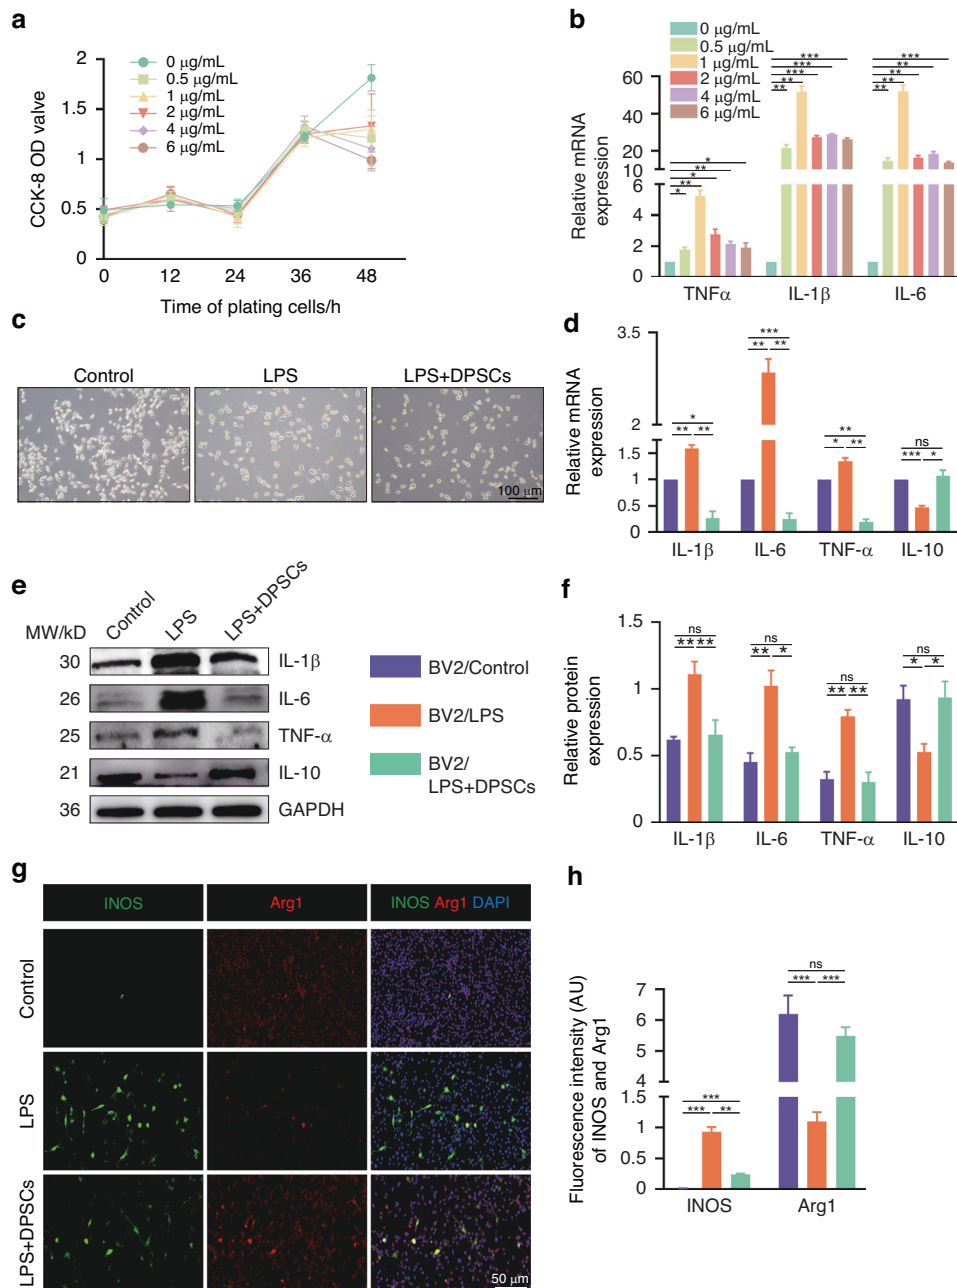 a
CCK-8 OD valve
2
1.5
1
0.5
0
0 μg/mL
0.5 μg/mL
1 μg/mL
2 μg/mL
4 μg/mL
6 μg/mL
0 12 24 36 48
Time of plating cells/h
b
Relative mRNA expression
60
40
20
10
6
4
2
0
0 μg/mL
0.5 μg/mL
1 μg/mL
2 μg/mL
4 μg/mL
6 μg/mL
*
**
*
**
*
***
***
***
**
**
***
**
**
**
**
TNFα IL-1β IL-6
c
Control LPS LPS+DPSCs
100 μm
d
Relative mRNA expression
3.5
2
2
1.5
1
0.5
0
*
** **
***
** **
**
* **
ns
*** *
IL-1β IL-6 TNF-α IL-10
e
MW/kD Control LPS LPS+DPSCs
30 IL-1β
26 IL-6
25 TNF-α
21 IL-10
36 GAPDH
BV2/Control
BV2/LPS
BV2/
LPS+DPSCs
f
Relative protein expression
1.5
1
0.5
0
ns
** **
ns
** *
ns
** **
ns
* *
IL-1β IL-6 TNF-α IL-10
g
INOS Arg1 INOS Arg1 DAPI
Control
LPS
LPS+DPSCs
50 μm
h
Fluorescence intensity (AU)
of INOS and Arg1
7
6
5
4
1.5
1
0.5
0
***
*** **
ns
*** ***
INOS Arg1